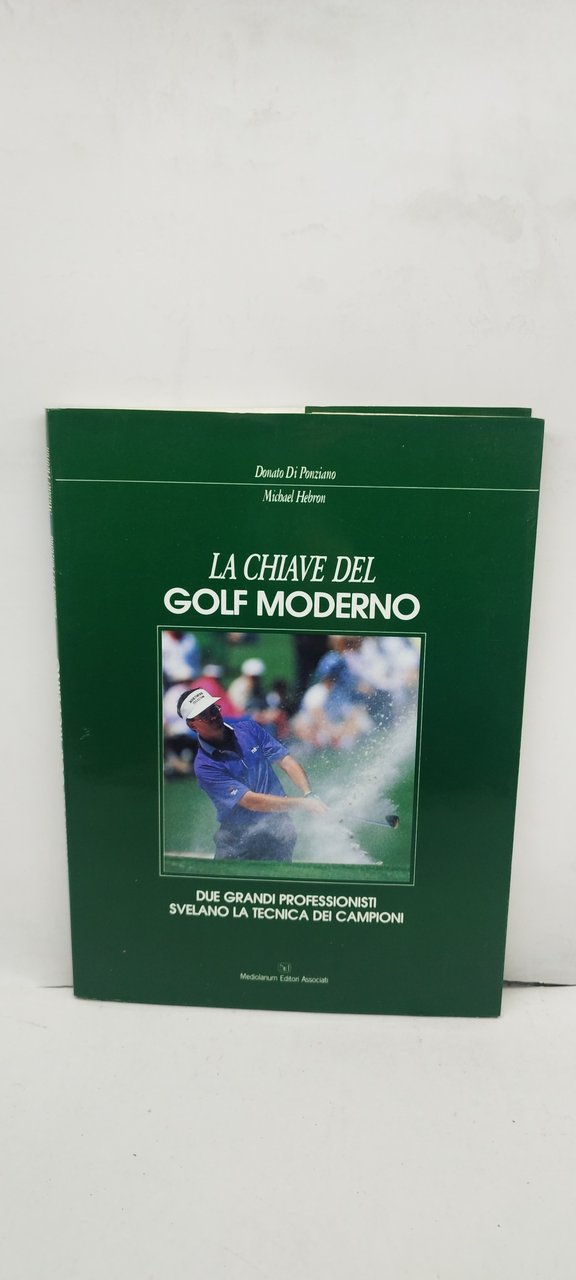 Donato Di Ponziano
Michael Hebron
LA CHIAVE DEL
GOLF MODERNO
DUE GRANDI PROFESSIONISTI
SVELANO LA TECNICA DEI CAMPIONI
Mediolanum Editori Associati